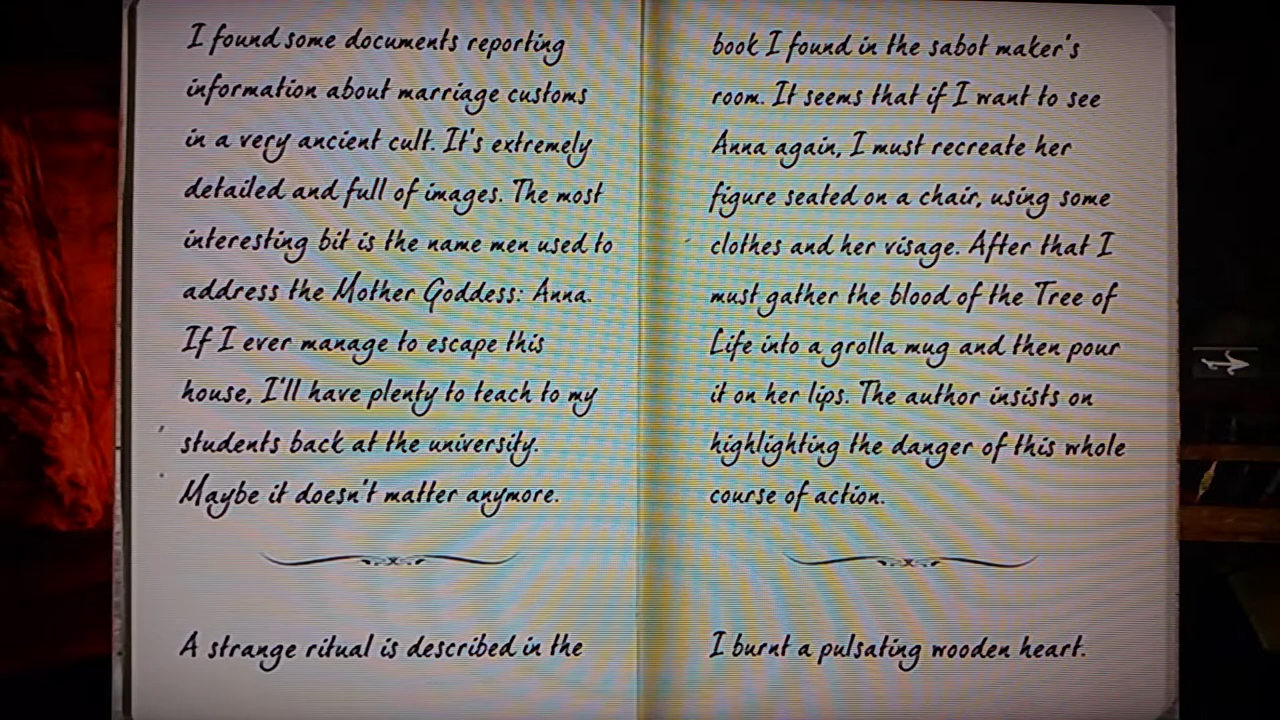 I found some documents reporting
information about marriage customs
in a very ancient cult. It's extremely
detailed and full of images. The most
interesting bit is the name men used to
address the Mother Goddess: Anna.
If I ever manage to escape this
house, I'll have plenty to teach to my
students back at the university.
Maybe it doesn't matter anymore.
A strange ritual is described in the
book I found in the sabot maker's
room. It seems that if I want to see
Anna again, I must recreate her
figure seated on a chair, using some
clothes and her visage. After that I
must gather the blood of the Tree of
Life into a grolla mug and then pour
it on her lips. The author insists on
highlighting the danger of this whole
course of action.
I burnt a pulsating wooden heart.